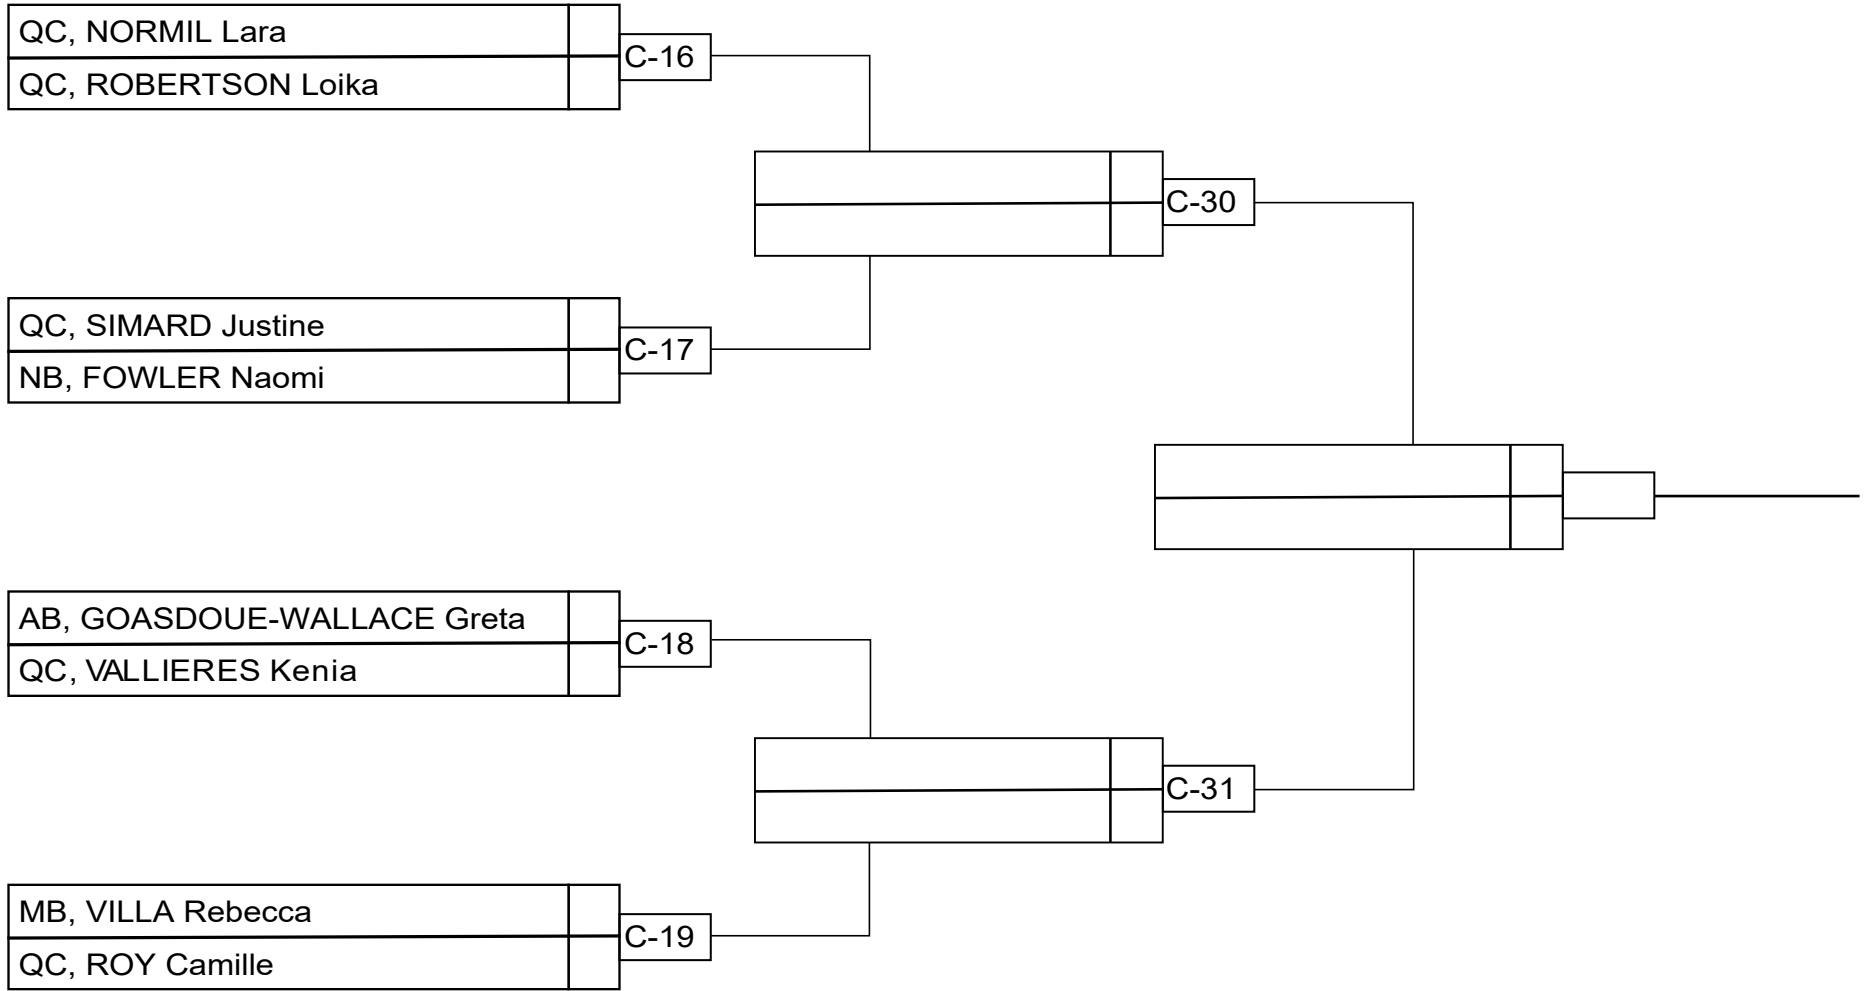 QC, NORMIL Lara
C-16
QC, ROBERTSON Loika
C-30
QC, SIMARD Justine
C-17
NB, FOWLER Naomi
AB, GOASDOUE-WALLACE Greta
C-18
QC, VALLIERES Kenia
C-31
MB, VILLA Rebecca
C-19
QC, ROY Camille